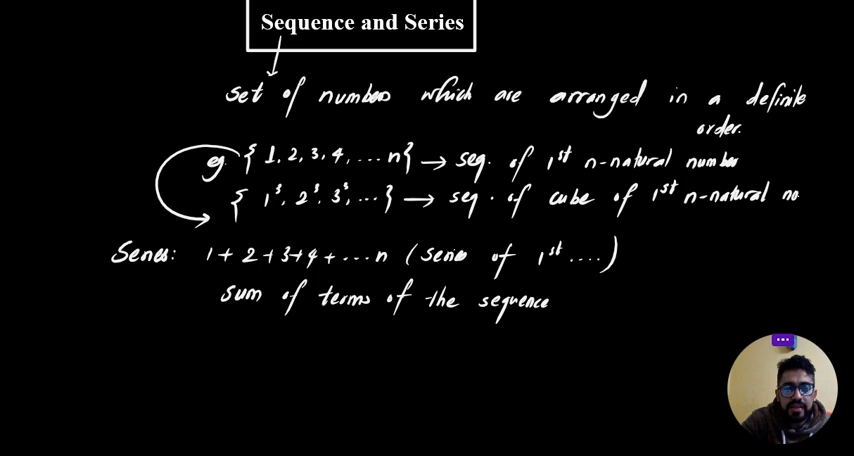 Sequence and Series
set of numbers which are arranged in a definite
order.
eg. { 1, 2, 3, 4, ... n} → seq. of 1st n-natural number
{ 1³, 2³, 3³, ...} → seq. of cube of 1st n-natural no
Series: 1 + 2 + 3 + 4 + ... n (series of 1st ....)
sum of terms of the sequence